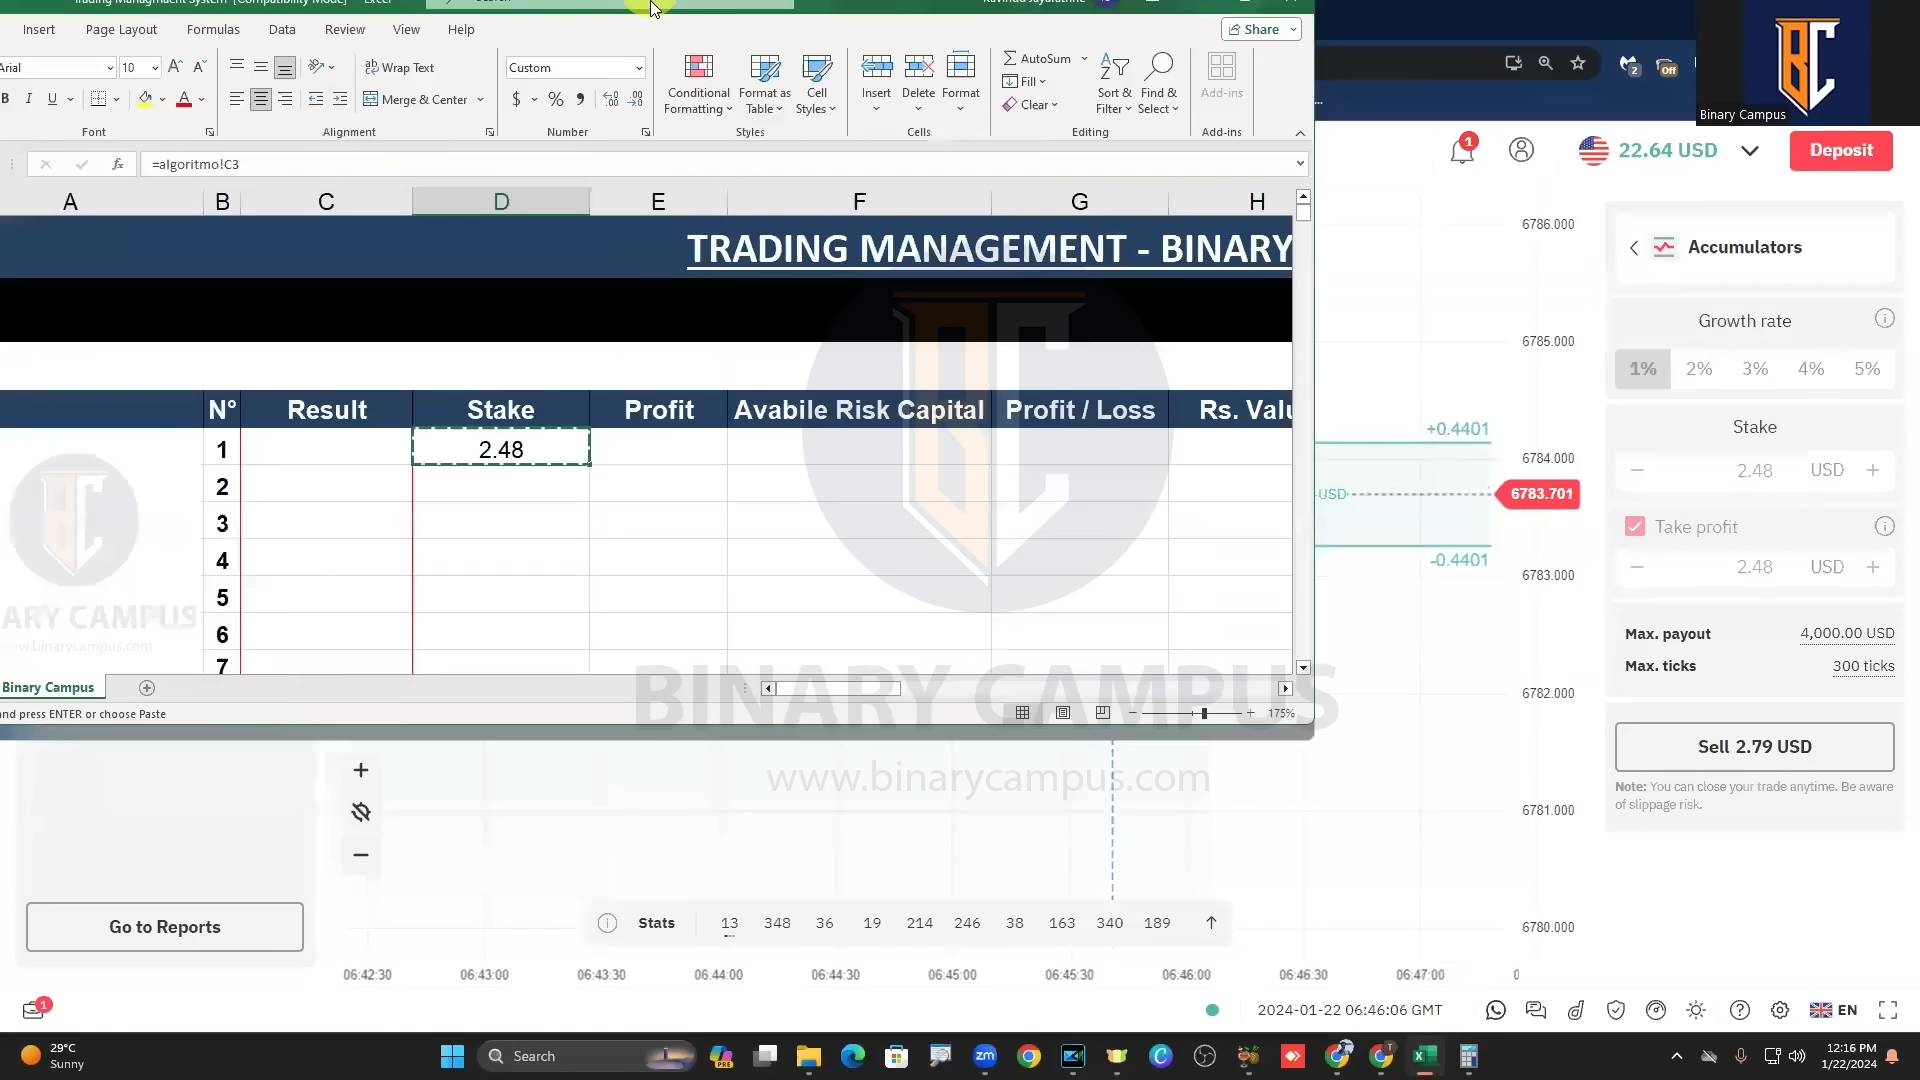 Insert Page Layout Formulas Data Review View Help Share
Arial 10 Wrap Text Custom AutoSum
Merge & Center Conditional Formatting Format as Table Cell Styles Insert Delete Format Fill Clear Sort & Filter Find & Select Add-ins
Font Alignment Number Styles Cells Editing Add-ins
=algoritmo!C3
A B C D E F G H
TRADING MANAGEMENT - BINARY
N° Result Stake Profit Avabile Risk Capital Profit / Loss
1 2.48
2
3
4
5
6
7
ARY CAMPUS
Binary Campus
and press ENTER or choose Paste
175%
BINARY CAMPUS
www.binarycampus.com
2 Off
BC
Binary Campus
1 22.64 USD Deposit
6786.000
6785.000
6784.000
6783.701
6783.000
6782.000
6781.000
6780.000
+0.4401
USD
-0.4401
Accumulators
Growth rate
1% 2% 3% 4% 5%
Stake
2.48 USD
Take profit
2.48 USD
Max. payout 4,000.00 USD
Max. ticks 300 ticks
Sell 2.79 USD
Note: You can close your trade anytime. Be aware
of slippage risk.
Go to Reports
Stats 13 348 36 19 214 246 38 163 340 189
06:42:30 06:43:00 06:43:30 06:44:00 06:44:30 06:45:00 06:45:30 06:46:00 06:46:30 06:47:00
1 2024-01-22 06:46:06 GMT EN
29°C
Sunny
Search
PRE
zm
12:16 PM
1/22/2024